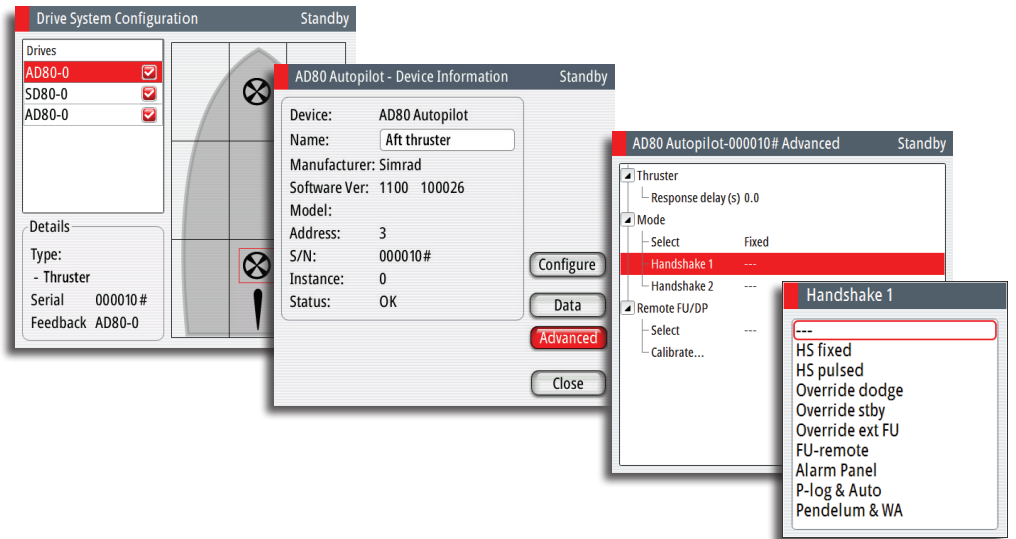 Drive System Configuration Standby
Drives
AD80-0
SD80-0
AD80-0
Details
Type:
- Thruster
Serial 000010#
Feedback AD80-0
AD80 Autopilot - Device Information Standby
Device: AD80 Autopilot
Name: Aft thruster
Manufacturer: Simrad
Software Ver: 1100 100026
Model:
Address: 3
S/N: 000010#
Instance: 0
Status: OK
Configure
Data
Advanced
Close
AD80 Autopilot-000010# Advanced Standby
Thruster
Response delay (s) 0.0
Mode
Select Fixed
Handshake 1 ---
Handshake 2 ---
Remote FU/DP
Select ---
Calibrate...
Handshake 1
---
HS fixed
HS pulsed
Override dodge
Override stby
Override ext FU
FU-remote
Alarm Panel
P-log & Auto
Pendelum & WA